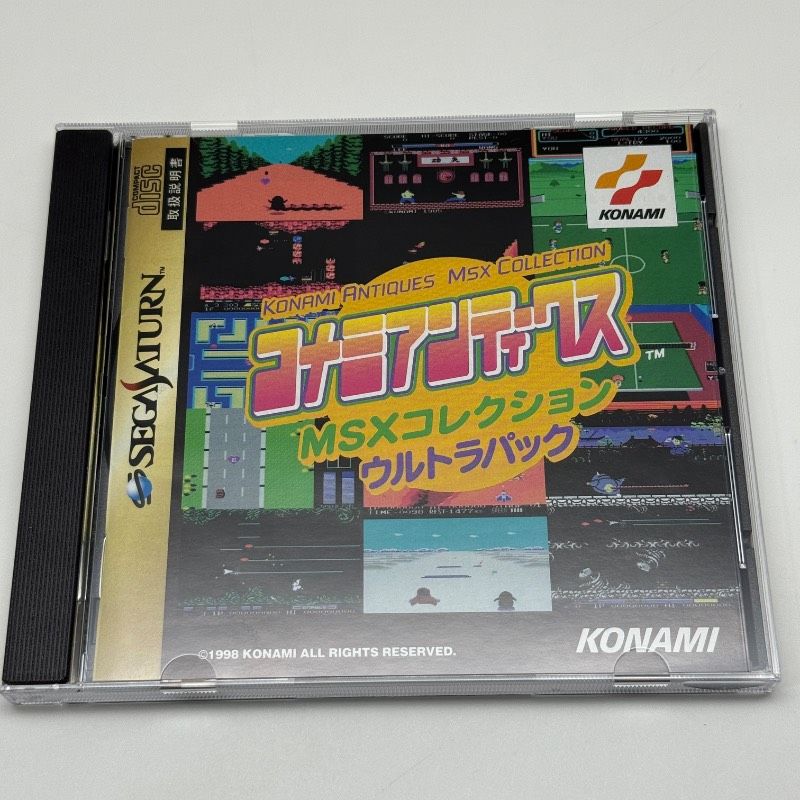 COMPACT
disc
取扱説明書
SEGA SATURN™
KONAMI
KONAMI ANTIQUES MSX COLLECTION
コナミアンティクス
TM
MSXコレクション
ウルトラパック
©1998 KONAMI ALL RIGHTS RESERVED.
KONAMI